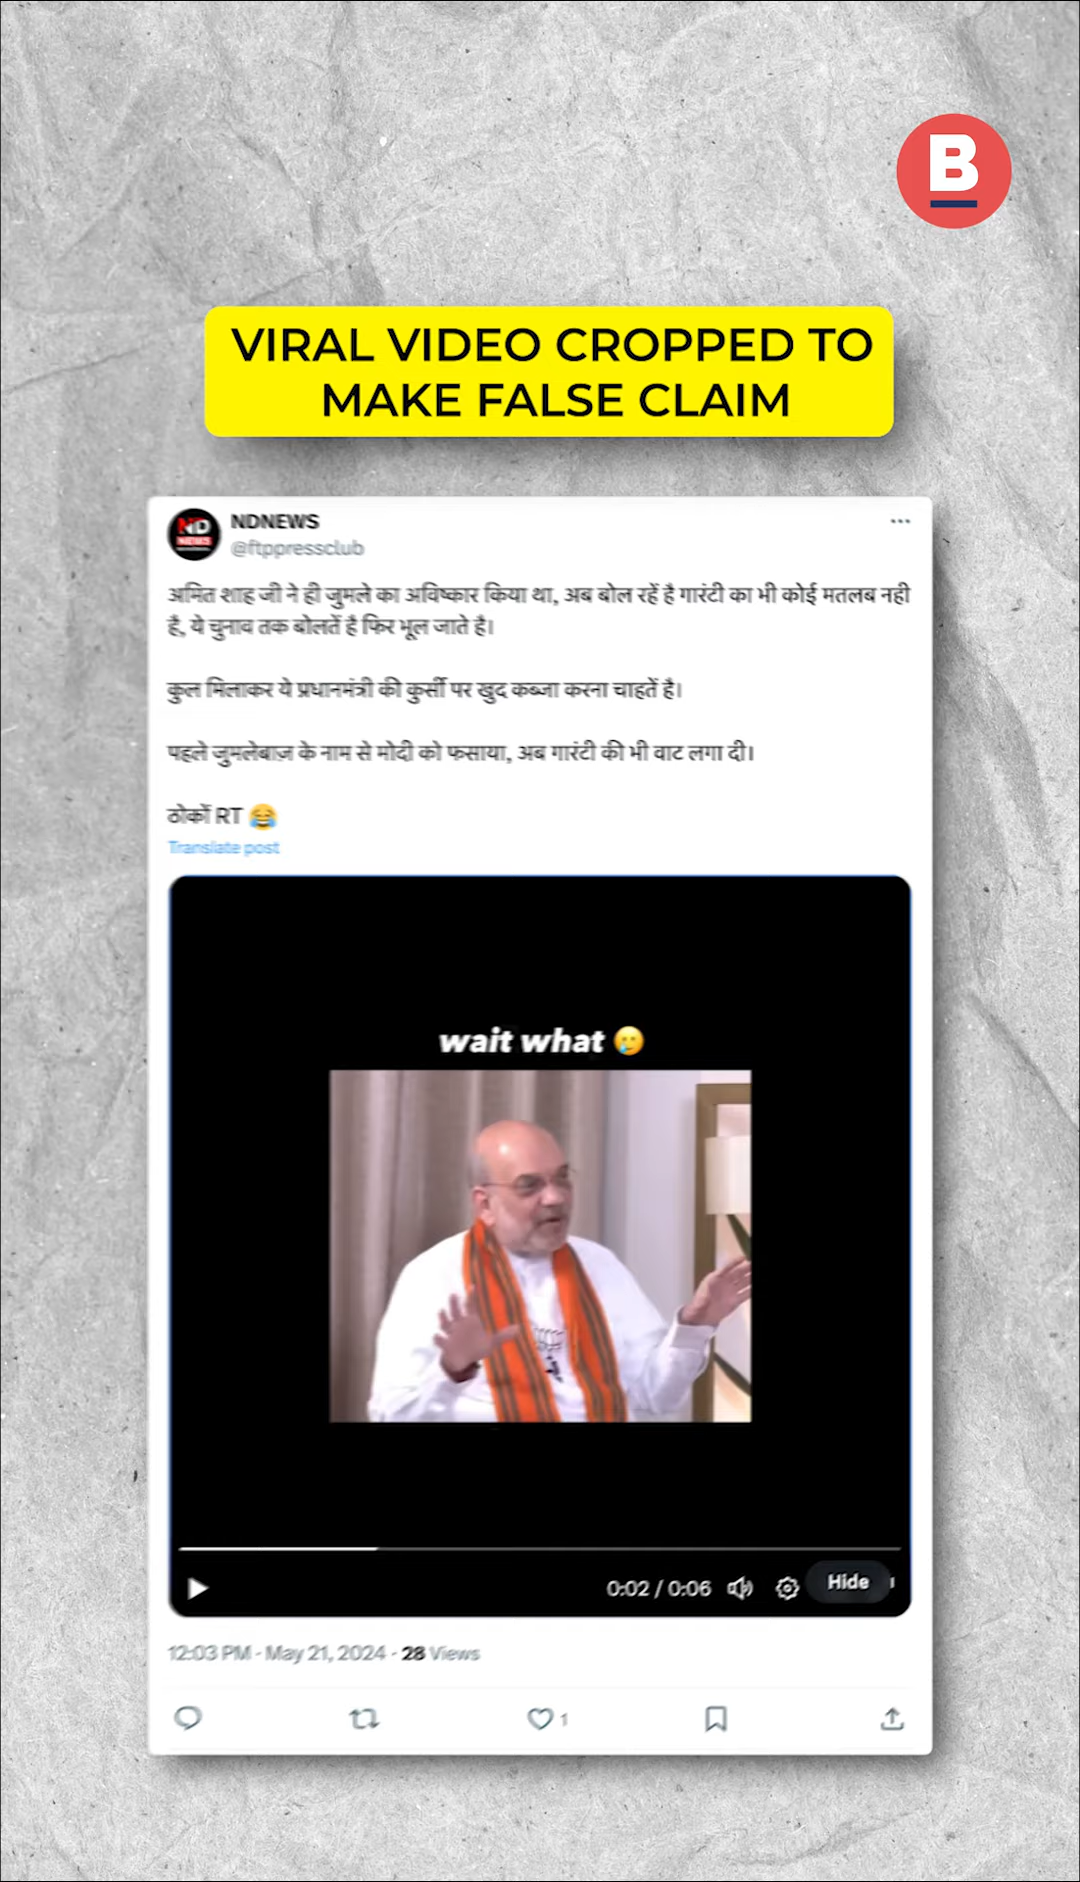 B
VIRAL VIDEO CROPPED TO
MAKE FALSE CLAIM
ND
NEWS
NDNEWS
@ftppressclub
अमित शाह जी ने ही जुमले का अविष्कार किया था, अब बोल रहें है गारंटी का भी कोई मतलब नही
है, ये चुनाव तक बोलतें है फिर भूल जाते है।
कुल मिलाकर ये प्रधानमंत्री की कुर्सी पर खुद कब्जा करना चाहतें है।
पहले जुमलेबाज़ के नाम से मोदी को फसाया, अब गारंटी की भी वाट लगा दी।
ठोकों RT 😂
Translate post
wait what 🥲
0:02 / 0:06
Hide
12:03 PM · May 21, 2024 · 28 Views
1